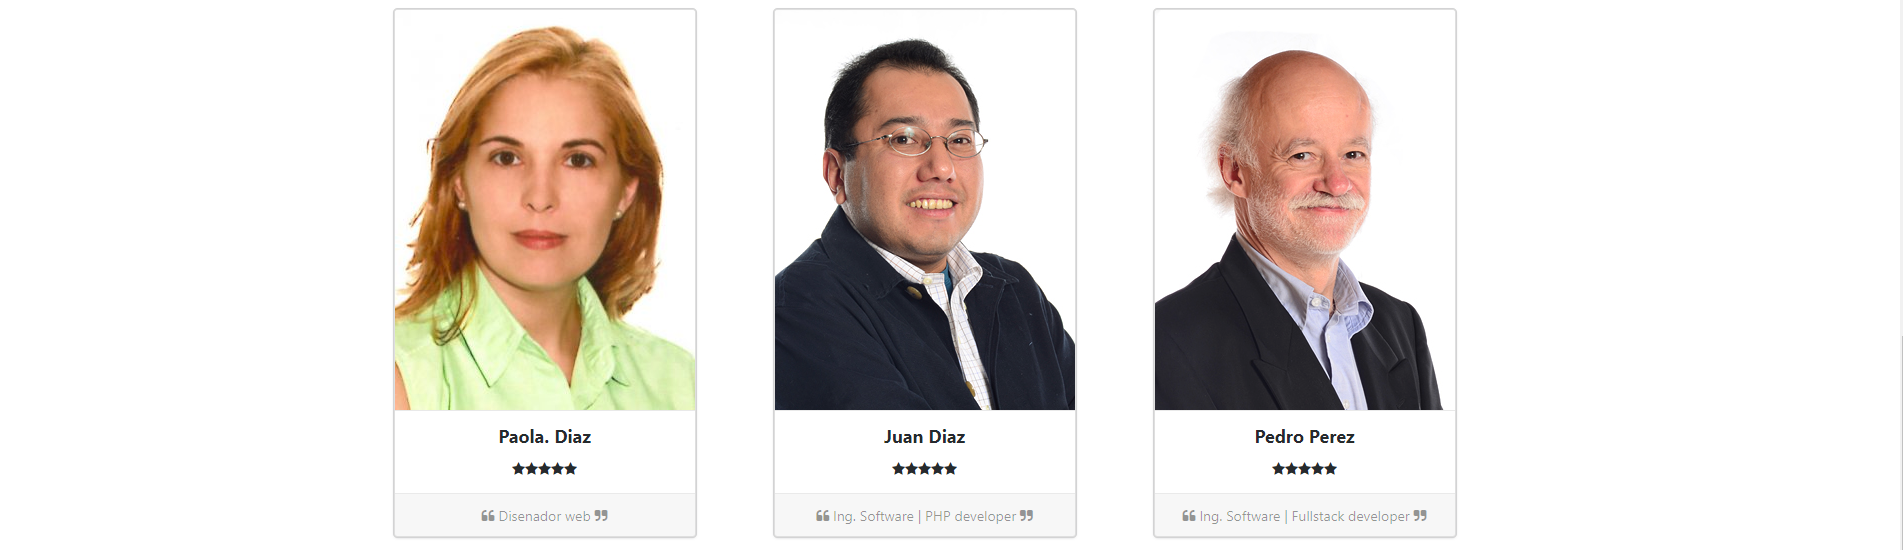 Paola. Diaz
★★★★★
❝ Disenador web ❞
Juan Diaz
★★★★★
❝ Ing. Software | PHP developer ❞
Pedro Perez
★★★★★
❝ Ing. Software | Fullstack developer ❞